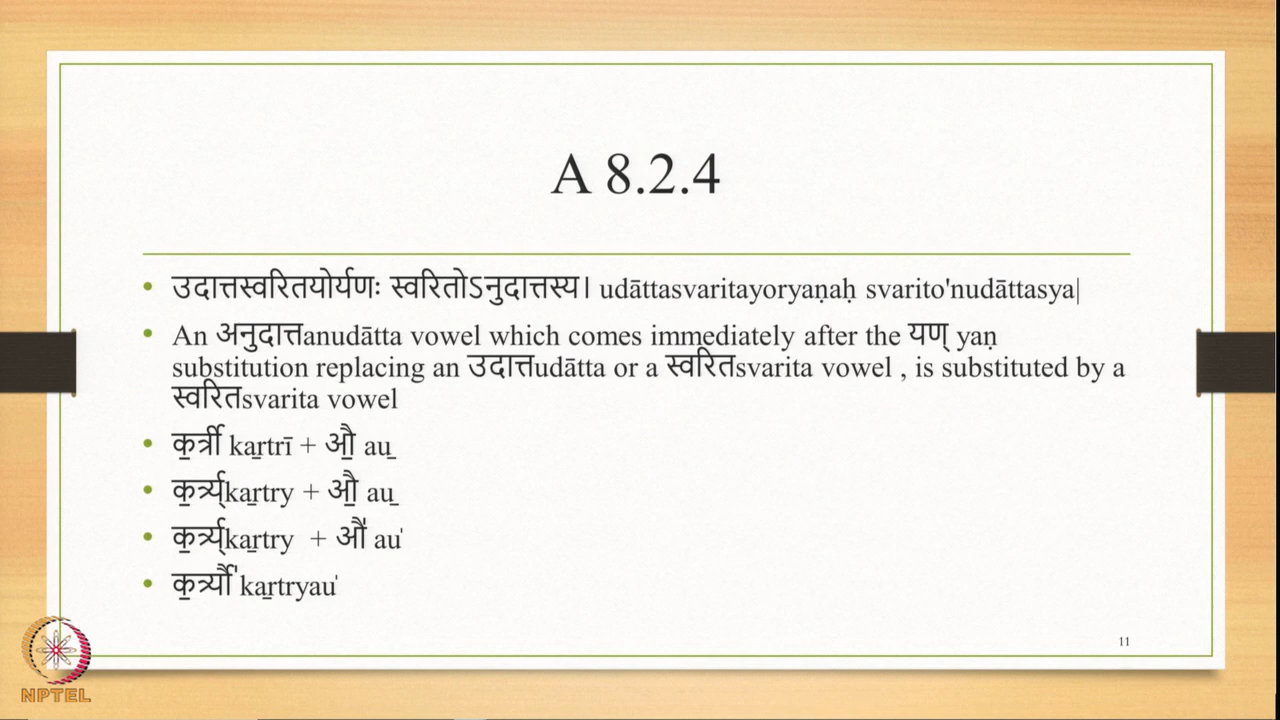 A 8.2.4
• उदात्तस्वरितयोर्यणः स्वरितोऽनुदात्तस्य। udāttasvaritayoryaṇaḥ svarito'nudāttasya|
• An अनुदात्तanudātta vowel which comes immediately after the यण् yaṇ
substitution replacing an उदात्तudātta or a स्वरितsvarita vowel , is substituted by a
स्वरितsvarita vowel
• क॒र्त्री ka̱rtrī + औ॒ au̱
• क॒र्त्र्य्ka̱rtry + औ॒ au̱
• क॒र्त्र्य्ka̱rtry + औ॑ au̍
• क॒र्त्र्यौ॑ ka̱rtryau̍
11
NPTEL